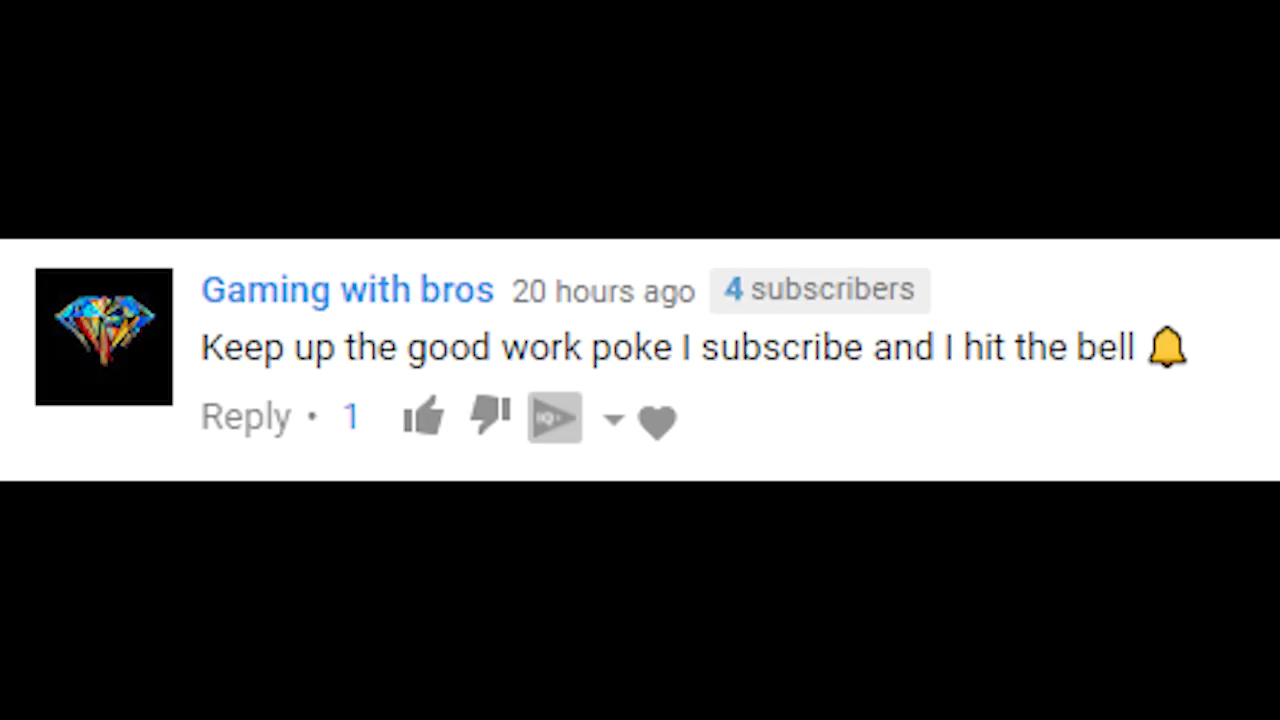 Gaming with bros 20 hours ago 4 subscribers
Keep up the good work poke I subscribe and I hit the bell 🔔
Reply • 1